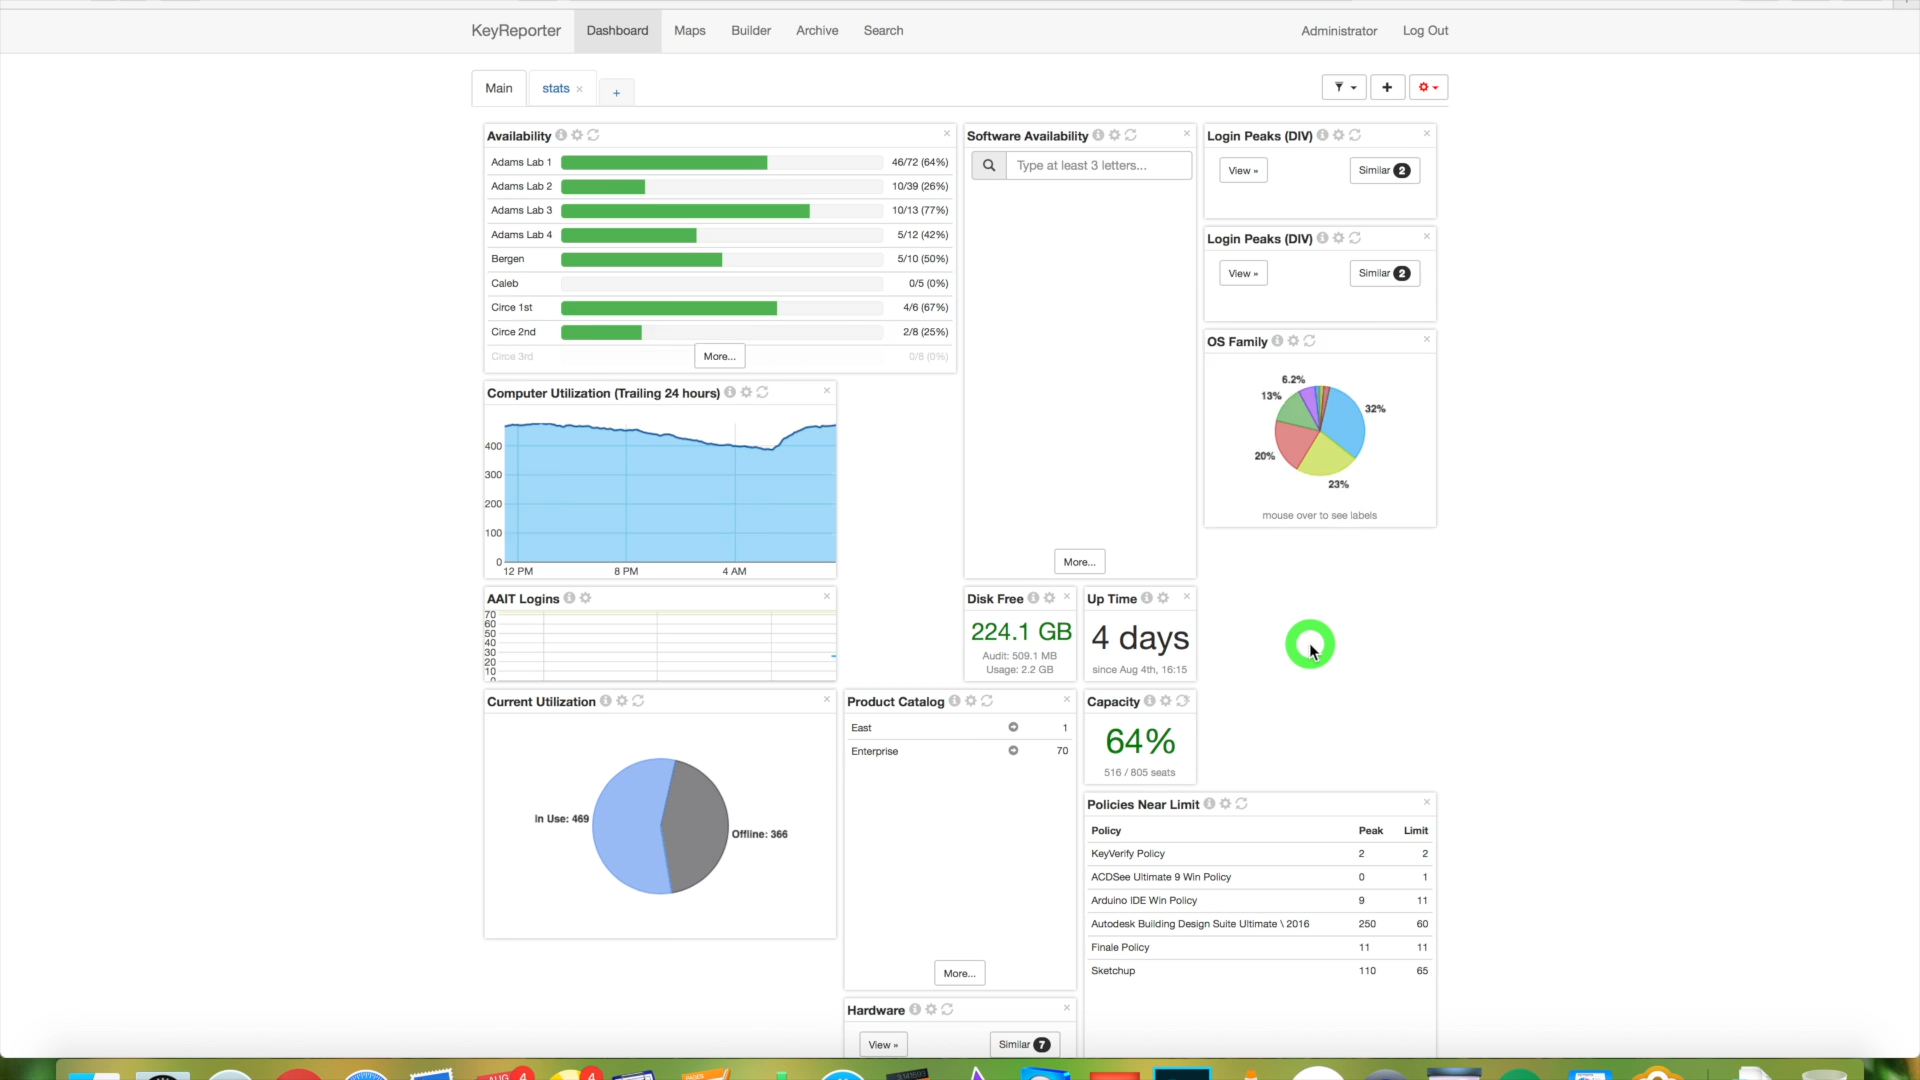 KeyReporter Dashboard Maps Builder Archive Search Administrator Log Out
Main stats × +
Availability
Adams Lab 1 46/72 (64%)
Adams Lab 2 10/39 (26%)
Adams Lab 3 10/13 (77%)
Adams Lab 4 5/12 (42%)
Bergen 5/10 (50%)
Caleb 0/5 (0%)
Circe 1st 4/6 (67%)
Circe 2nd 2/8 (25%)
Circe 3rd 0/8 (0%)
More...
Software Availability
Type at least 3 letters...
More...
Login Peaks (DIV)
View » Similar 2
Login Peaks (DIV)
View » Similar 2
OS Family
6.2%
13%
32%
20%
23%
mouse over to see labels
Computer Utilization (Trailing 24 hours)
400
300
200
100
0
12 PM 8 PM 4 AM
AAIT Logins
70
60
50
40
30
20
10
0
Disk Free
224.1 GB
Audit: 509.1 MB
Usage: 2.2 GB
Up Time
4 days
since Aug 4th, 16:15
Current Utilization
In Use: 469
Offline: 366
Product Catalog
East 1
Enterprise 70
More...
Capacity
64%
516 / 805 seats
Policies Near Limit
Policy Peak Limit
KeyVerify Policy 2 2
ACDSee Ultimate 9 Win Policy 0 1
Arduino IDE Win Policy 9 11
Autodesk Building Design Suite Ultimate \ 2016 250 60
Finale Policy 11 11
Sketchup 110 65
Hardware
View » Similar 7
AUG 4 4